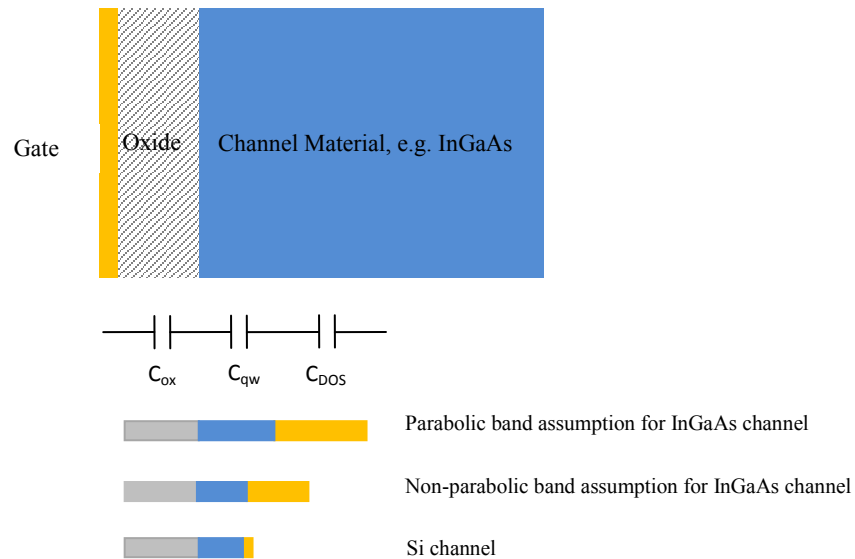 Gate
Oxide
Channel Material, e.g. InGaAs
Cox
Cqw
CDOS
Parabolic band assumption for InGaAs channel
Non-parabolic band assumption for InGaAs channel
Si channel